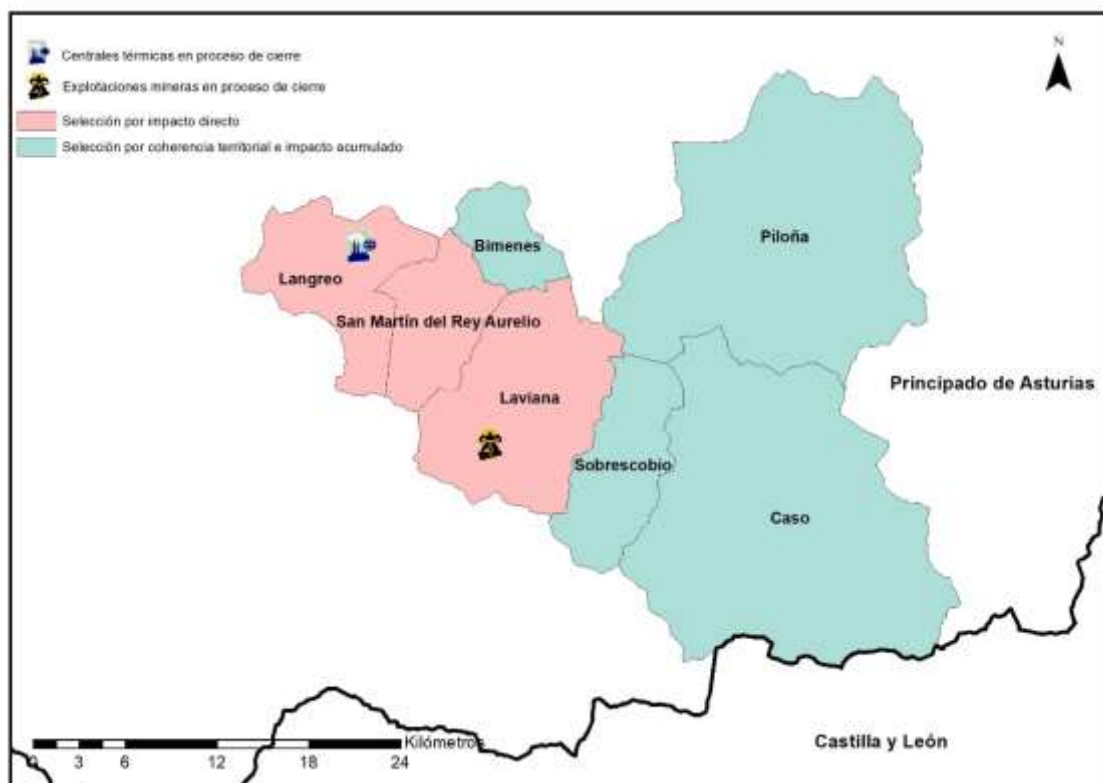 Centrales térmicas en proceso de cierre
Explotaciones mineras en proceso de cierre
Selección por impacto directo
Selección por coherencia territorial e impacto acumulado
N
Piloña
Bimenes
Langreo
San Martín del Rey Aurelio
Principado de Asturias
Laviana
Sobrescobio
Caso
Castilla y León
Kilómetros
0 3 6 12 18 24